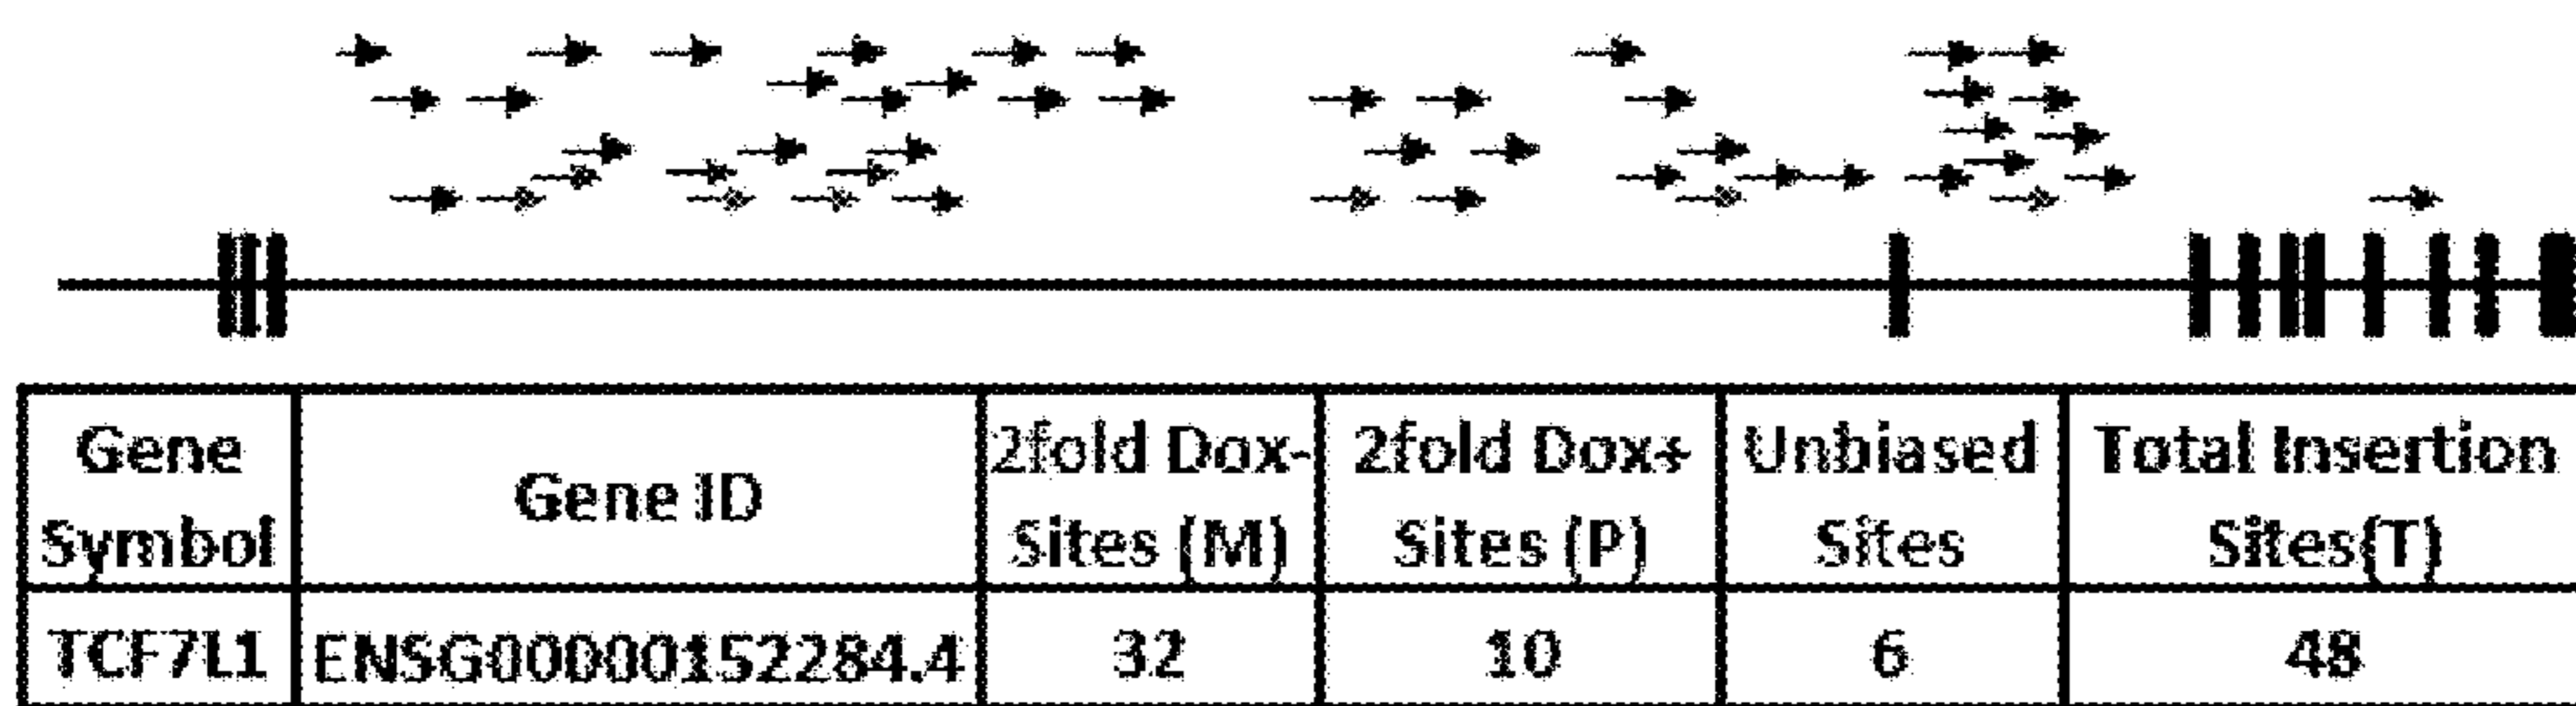 Gene Symbol
Gene ID
2fold Dox- Sites (M)
2fold Dox+ Sites (P)
Unbiased Sites
Total Insertion Sites(T)
TCF7L1 ENSG00000152284.4 32 10 6 48